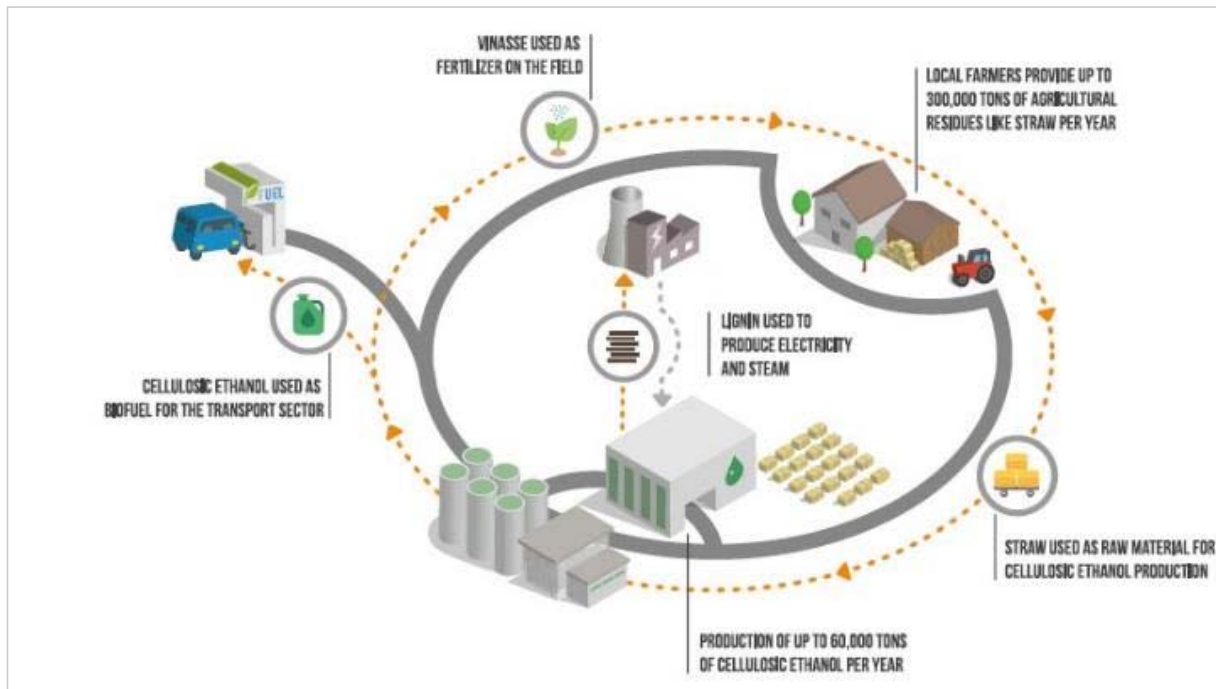 VINASSE USED AS
FERTILIZER ON THE FIELD
LOCAL FARMERS PROVIDE UP TO
300,000 TONS OF AGRICULTURAL
RESIDUES LIKE STRAW PER YEAR
FUEL
LIGNIN USED TO
PRODUCE ELECTRICITY
AND STEAM
CELLULOSIC ETHANOL USED AS
BIOFUEL FOR THE TRANSPORT SECTOR
STRAW USED AS RAW MATERIAL FOR
CELLULOSIC ETHANOL PRODUCTION
PRODUCTION OF UP TO 60,000 TONS
OF CELLULOSIC ETHANOL PER YEAR